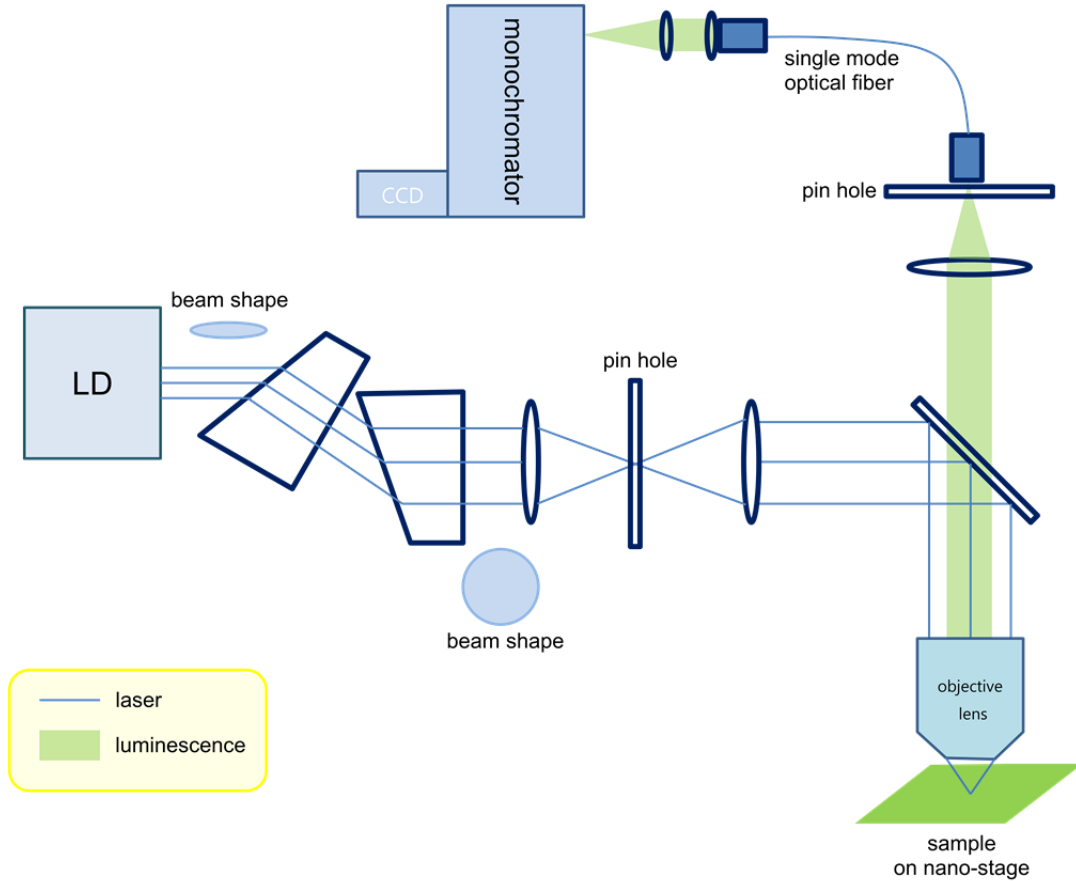 monochromator
single mode
optical fiber
CCD
pin hole
beam shape
LD
pin hole
beam shape
laser
luminescence
objective
lens
sample
on nano-stage